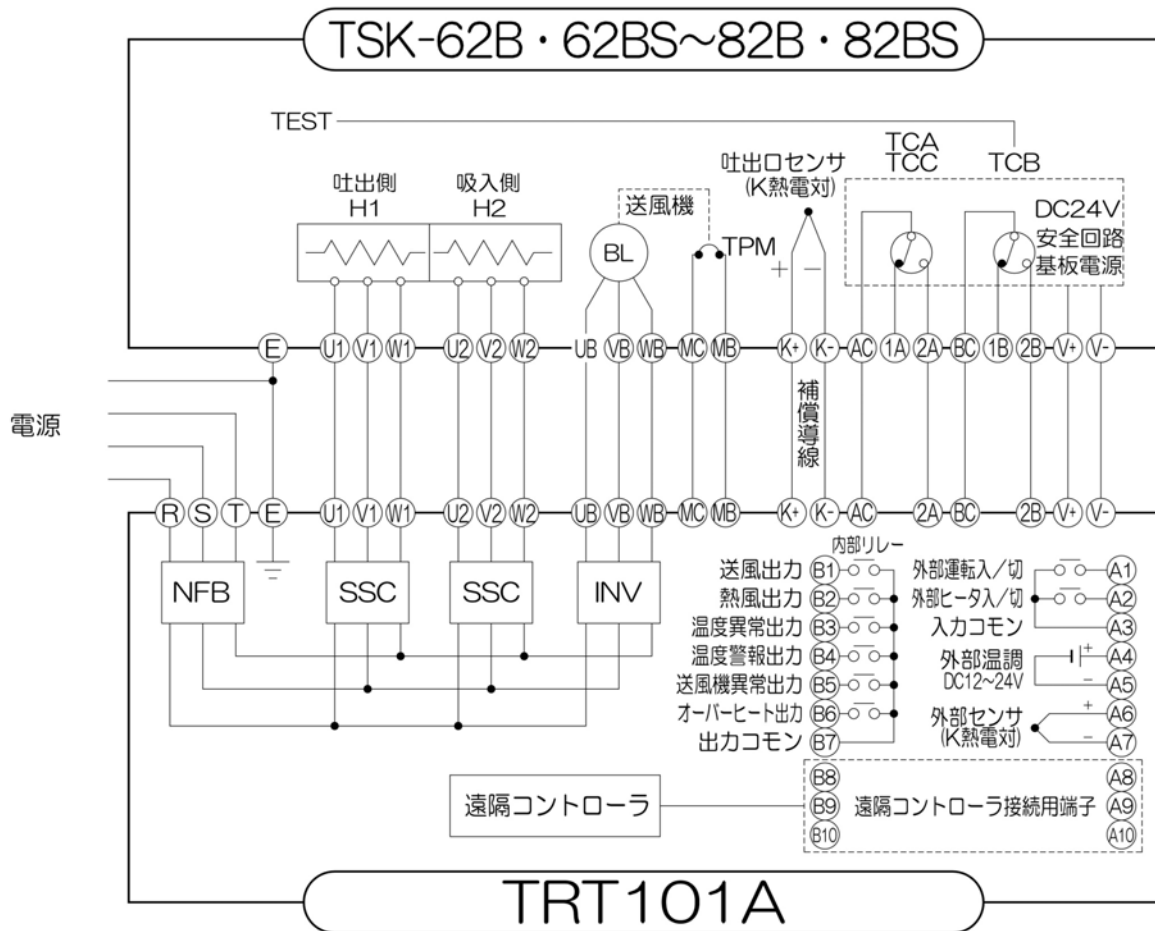 TSK-62B・62BS～82B・82BS
TEST
TCA
TCC
TCB
吐出口センサ
(K熱電対)
吐出側
H1
吸入側
H2
送風機
DC24V
安全回路
基板電源
BL
TPM
+ −
E U1 V1 W1 U2 V2 W2 UB VB WB MC MB K+ K- AC 1A 2A BC 1B 2B V+ V-
電源
補償導線
R S T E U1 V1 W1 U2 V2 W2 UB VB WB MC MB K+ K- AC 2A BC 2B V+ V-
NFB
SSC
SSC
INV
内部リレー
送風出力 B1
熱風出力 B2
温度異常出力 B3
温度警報出力 B4
送風機異常出力 B5
オーバーヒート出力 B6
出力コモン B7
外部運転入/切 A1
外部ヒータ入/切 A2
入力コモン A3
外部温調 + A4
DC12～24V − A5
外部センサ + A6
(K熱電対) − A7
B8 A8
遠隔コントローラ
B9 遠隔コントローラ接続用端子 A9
B10 A10
TRT101A